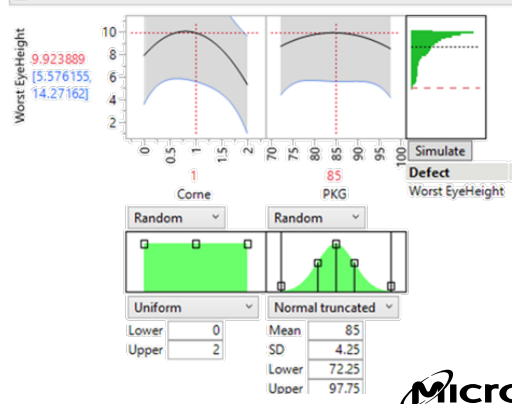 Worst EyeHeight
9.923889
[5.576155,
14.27162]
10
8
6
4
2
0 0.5 1 1.5 2
70 75 80 85 90 95 100
1 85
Corne PKG
Simulate
Defect
Worst EyeHeight
Random Random
Uniform Normal truncated
Lower 0 Mean 85
Upper 2 SD 4.25
Lower 72.25
Upper 97.75
Micro